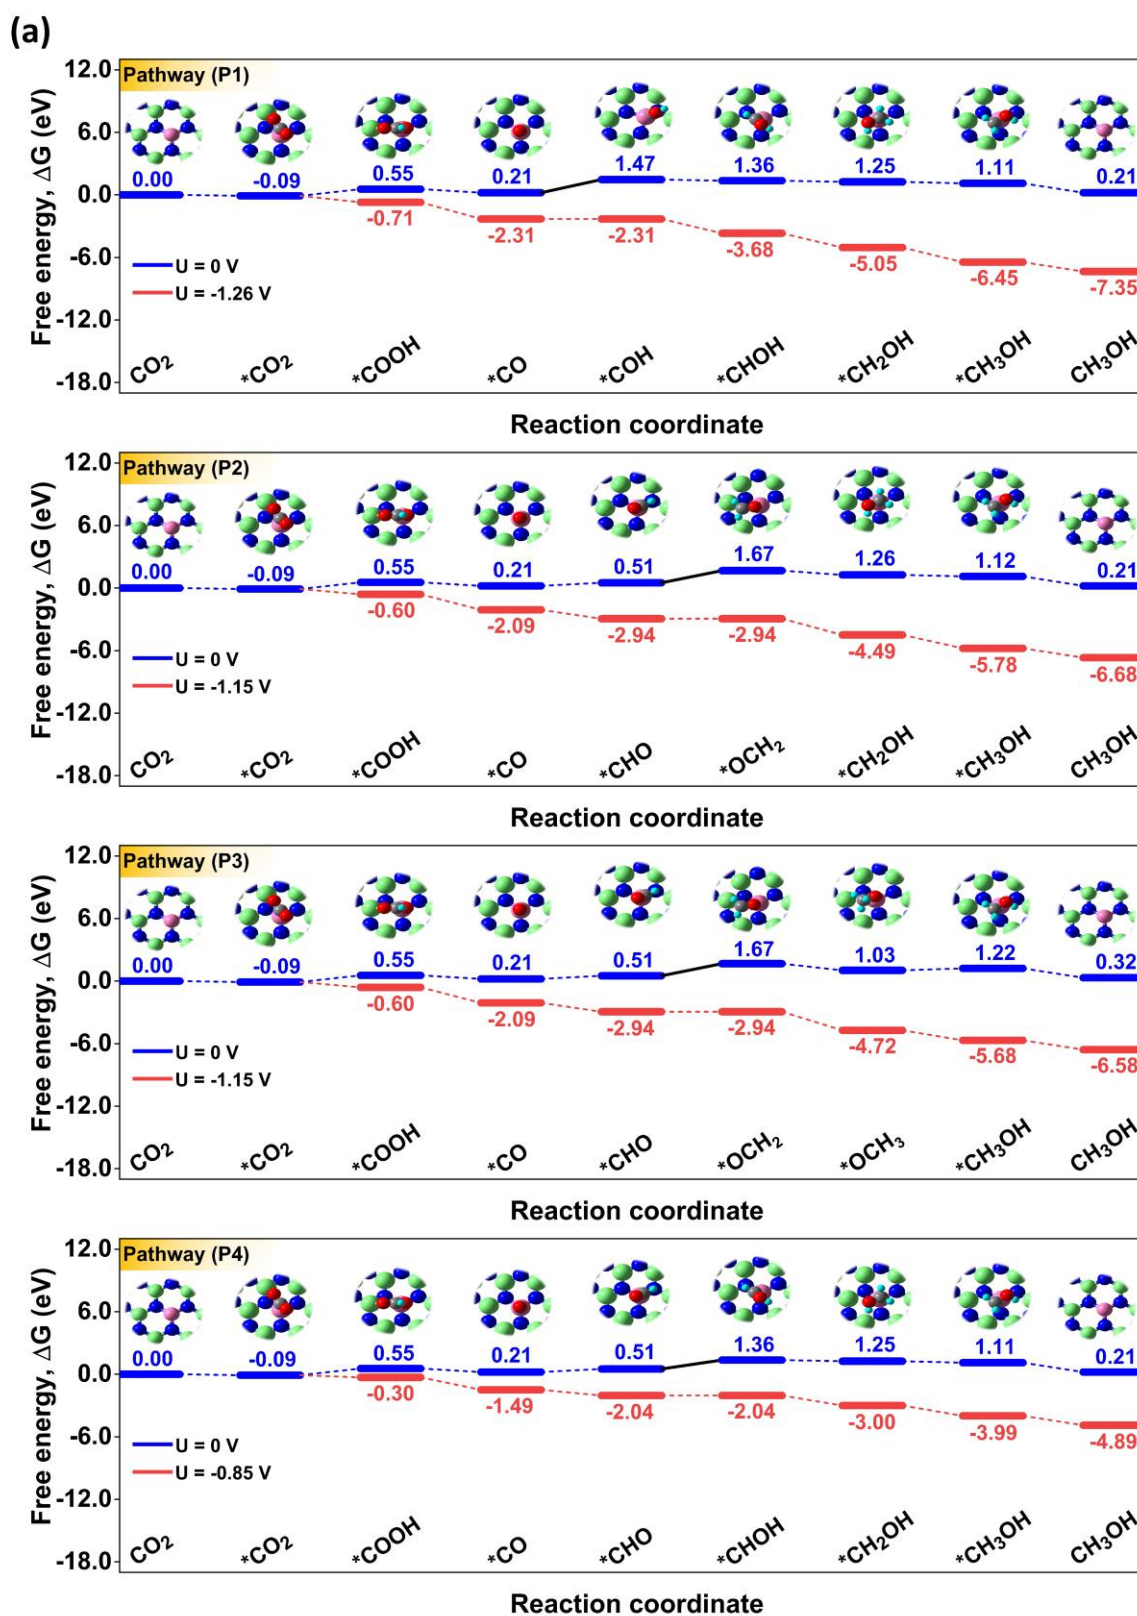 (a)
Pathway (P1)
Free energy, ΔG (eV)
12.0
6.0
0.0
-6.0
-12.0
-18.0
0.00 -0.09 0.55 0.21 1.47 1.36 1.25 1.11 0.21
-0.71 -2.31 -2.31 -3.68 -5.05 -6.45 -7.35
U = 0 V
U = -1.26 V
CO₂ *CO₂ *COOH *CO *COH *CHOH *CH₂OH *CH₃OH CH₃OH
Reaction coordinate
Pathway (P2)
Free energy, ΔG (eV)
12.0
6.0
0.0
-6.0
-12.0
-18.0
0.00 -0.09 0.55 0.21 0.51 1.67 1.26 1.12 0.21
-0.60 -2.09 -2.94 -2.94 -4.49 -5.78 -6.68
U = 0 V
U = -1.15 V
CO₂ *CO₂ *COOH *CO *CHO *OCH₂ *CH₂OH *CH₃OH CH₃OH
Reaction coordinate
Pathway (P3)
Free energy, ΔG (eV)
12.0
6.0
0.0
-6.0
-12.0
-18.0
0.00 -0.09 0.55 0.21 0.51 1.67 1.03 1.22 0.32
-0.60 -2.09 -2.94 -2.94 -4.72 -5.68 -6.58
U = 0 V
U = -1.15 V
CO₂ *CO₂ *COOH *CO *CHO *OCH₂ *OCH₃ *CH₃OH CH₃OH
Reaction coordinate
Pathway (P4)
Free energy, ΔG (eV)
12.0
6.0
0.0
-6.0
-12.0
-18.0
0.00 -0.09 0.55 0.21 0.51 1.36 1.25 1.11 0.21
-0.30 -1.49 -2.04 -2.04 -3.00 -3.99 -4.89
U = 0 V
U = -0.85 V
CO₂ *CO₂ *COOH *CO *CHO *CHOH *CH₂OH *CH₃OH CH₃OH
Reaction coordinate